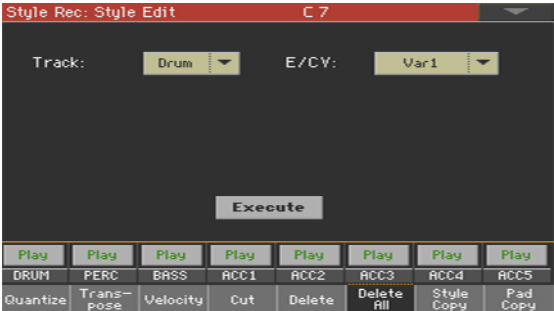 Style Rec: Style Edit C 7
Track: Drum E/CV: Var1
Execute
Play Play Play Play Play Play Play Play
DRUM PERC BASS ACC1 ACC2 ACC3 ACC4 ACC5
Quantize Trans-pose Velocity Cut Delete Delete All Style Copy Pad Copy